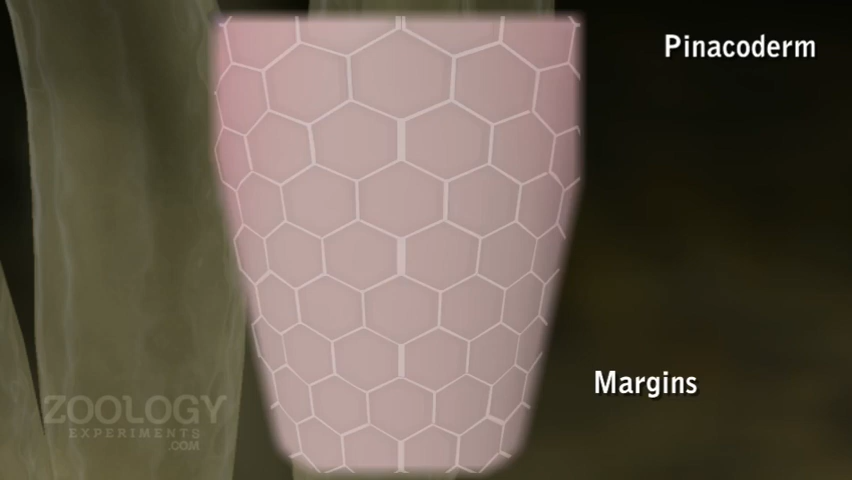 Pinacoderm
Margins
ZOOLOGY
EXPERIMENTS
.COM